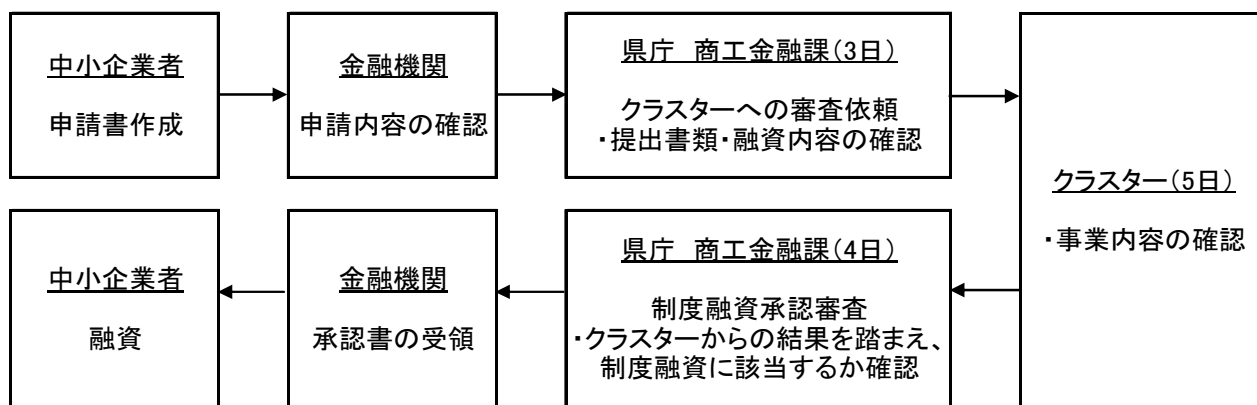 中小企業者
申請書作成
金融機関
申請内容の確認
県庁 商工金融課(3日)
クラスターへの審査依頼
・提出書類・融資内容の確認
クラスター(5日)
・事業内容の確認
県庁 商工金融課(4日)
制度融資承認審査
・クラスターからの結果を踏まえ、
制度融資に該当するか確認
金融機関
承認書の受領
中小企業者
融資